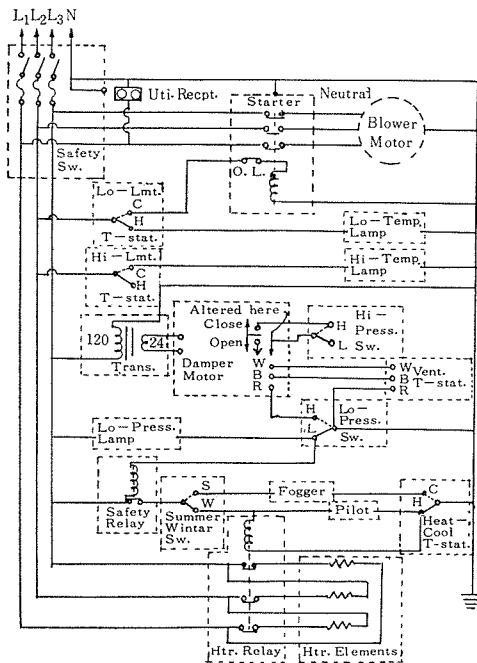 L1 L2 L3 N
Uti. Recpt.
Neutral
Starter
Blower
Motor
Safety
Sw.
O. L.
Lo-Lmt.
C
H
T-stat.
Lo-Temp.
Lamp
Hi-Lmt.
C
H
T-stat.
Hi-Temp.
Lamp
Altered here
Close
Open
H
L
Hi-
Press.
Sw.
120
24
Trans.
Damper
Motor
W
B
R
W
B
R
Vent.
T-stat.
Lo-Press.
Lamp
H
L
Lo-
Press.
Sw.
Safety
Relay
S
W
Summer
Wintar
Sw.
Fogger
Pilot
C
H
Heat-
Cool
T-stat.
Htr. Relay
Htr. Elements